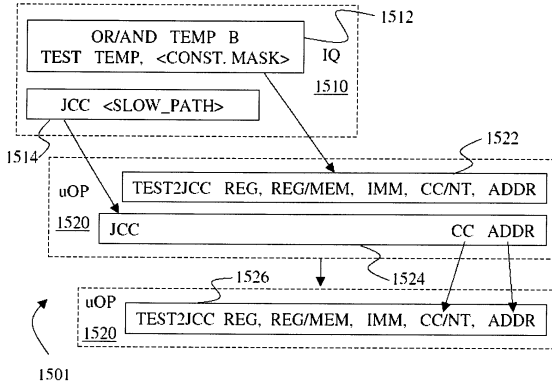 1512
OR/AND TEMP B
TEST TEMP, <CONST. MASK>
IQ
1510
JCC <SLOW_PATH>
1514
1522
uOP
1520
TEST2JCC REG, REG/MEM, IMM, CC/NT, ADDR
JCC CC ADDR
1526
1524
uOP
1520
TEST2JCC REG, REG/MEM, IMM, CC/NT, ADDR
1501